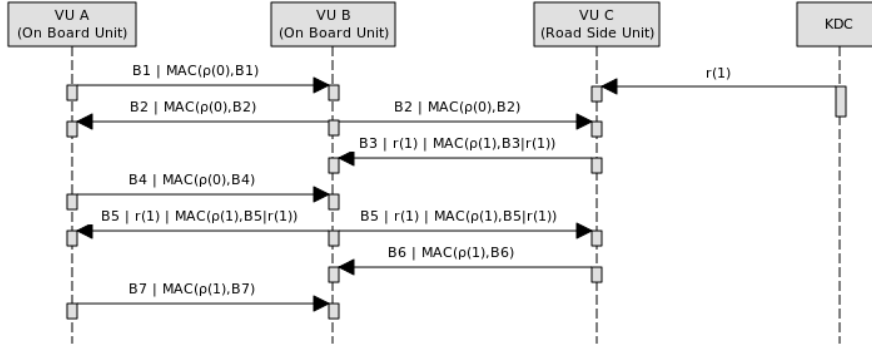 VU A
(On Board Unit)
VU B
(On Board Unit)
VU C
(Road Side Unit)
KDC
B1 | MAC(ρ(0),B1)
r(1)
B2 | MAC(ρ(0),B2)
B2 | MAC(ρ(0),B2)
B3 | r(1) | MAC(ρ(1),B3|r(1))
B4 | MAC(ρ(0),B4)
B5 | r(1) | MAC(ρ(1),B5|r(1))
B5 | r(1) | MAC(ρ(1),B5|r(1))
B6 | MAC(ρ(1),B6)
B7 | MAC(ρ(1),B7)